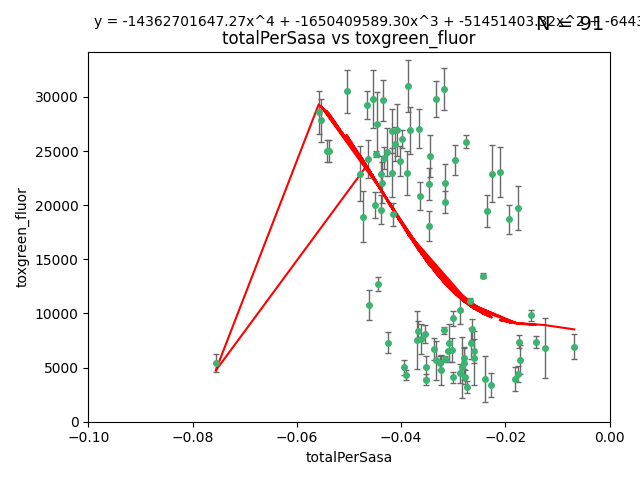 y = -14362701647.27x^4 + -1650409589.30x^3 + -51451403.
N = 91
totalPerSasa vs toxgreen_fluor
30000
25000
20000
15000
10000
5000
0
toxgreen_fluor
−0.10
−0.08
−0.06
−0.04
−0.02
0.00
totalPerSasa